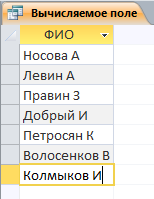 Вычисляемое поле
ФИО
Носова А
Левин А
Правин З
Добрый И
Петросян К
Волосенков В
Колмыков И